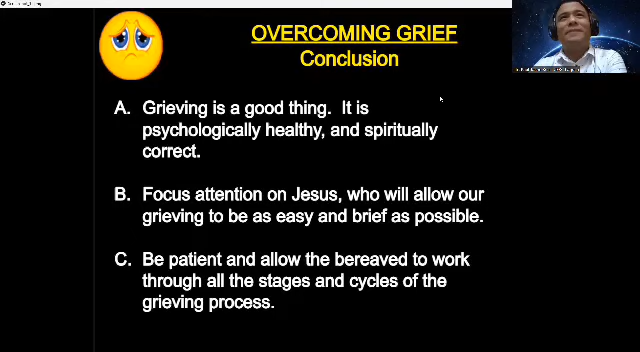 OVERCOMING GRIEF
Conclusion
A. Grieving is a good thing. It is
psychologically healthy, and spiritually
correct.
B. Focus attention on Jesus, who will allow our
grieving to be as easy and brief as possible.
C. Be patient and allow the bereaved to work
through all the stages and cycles of the
grieving process.